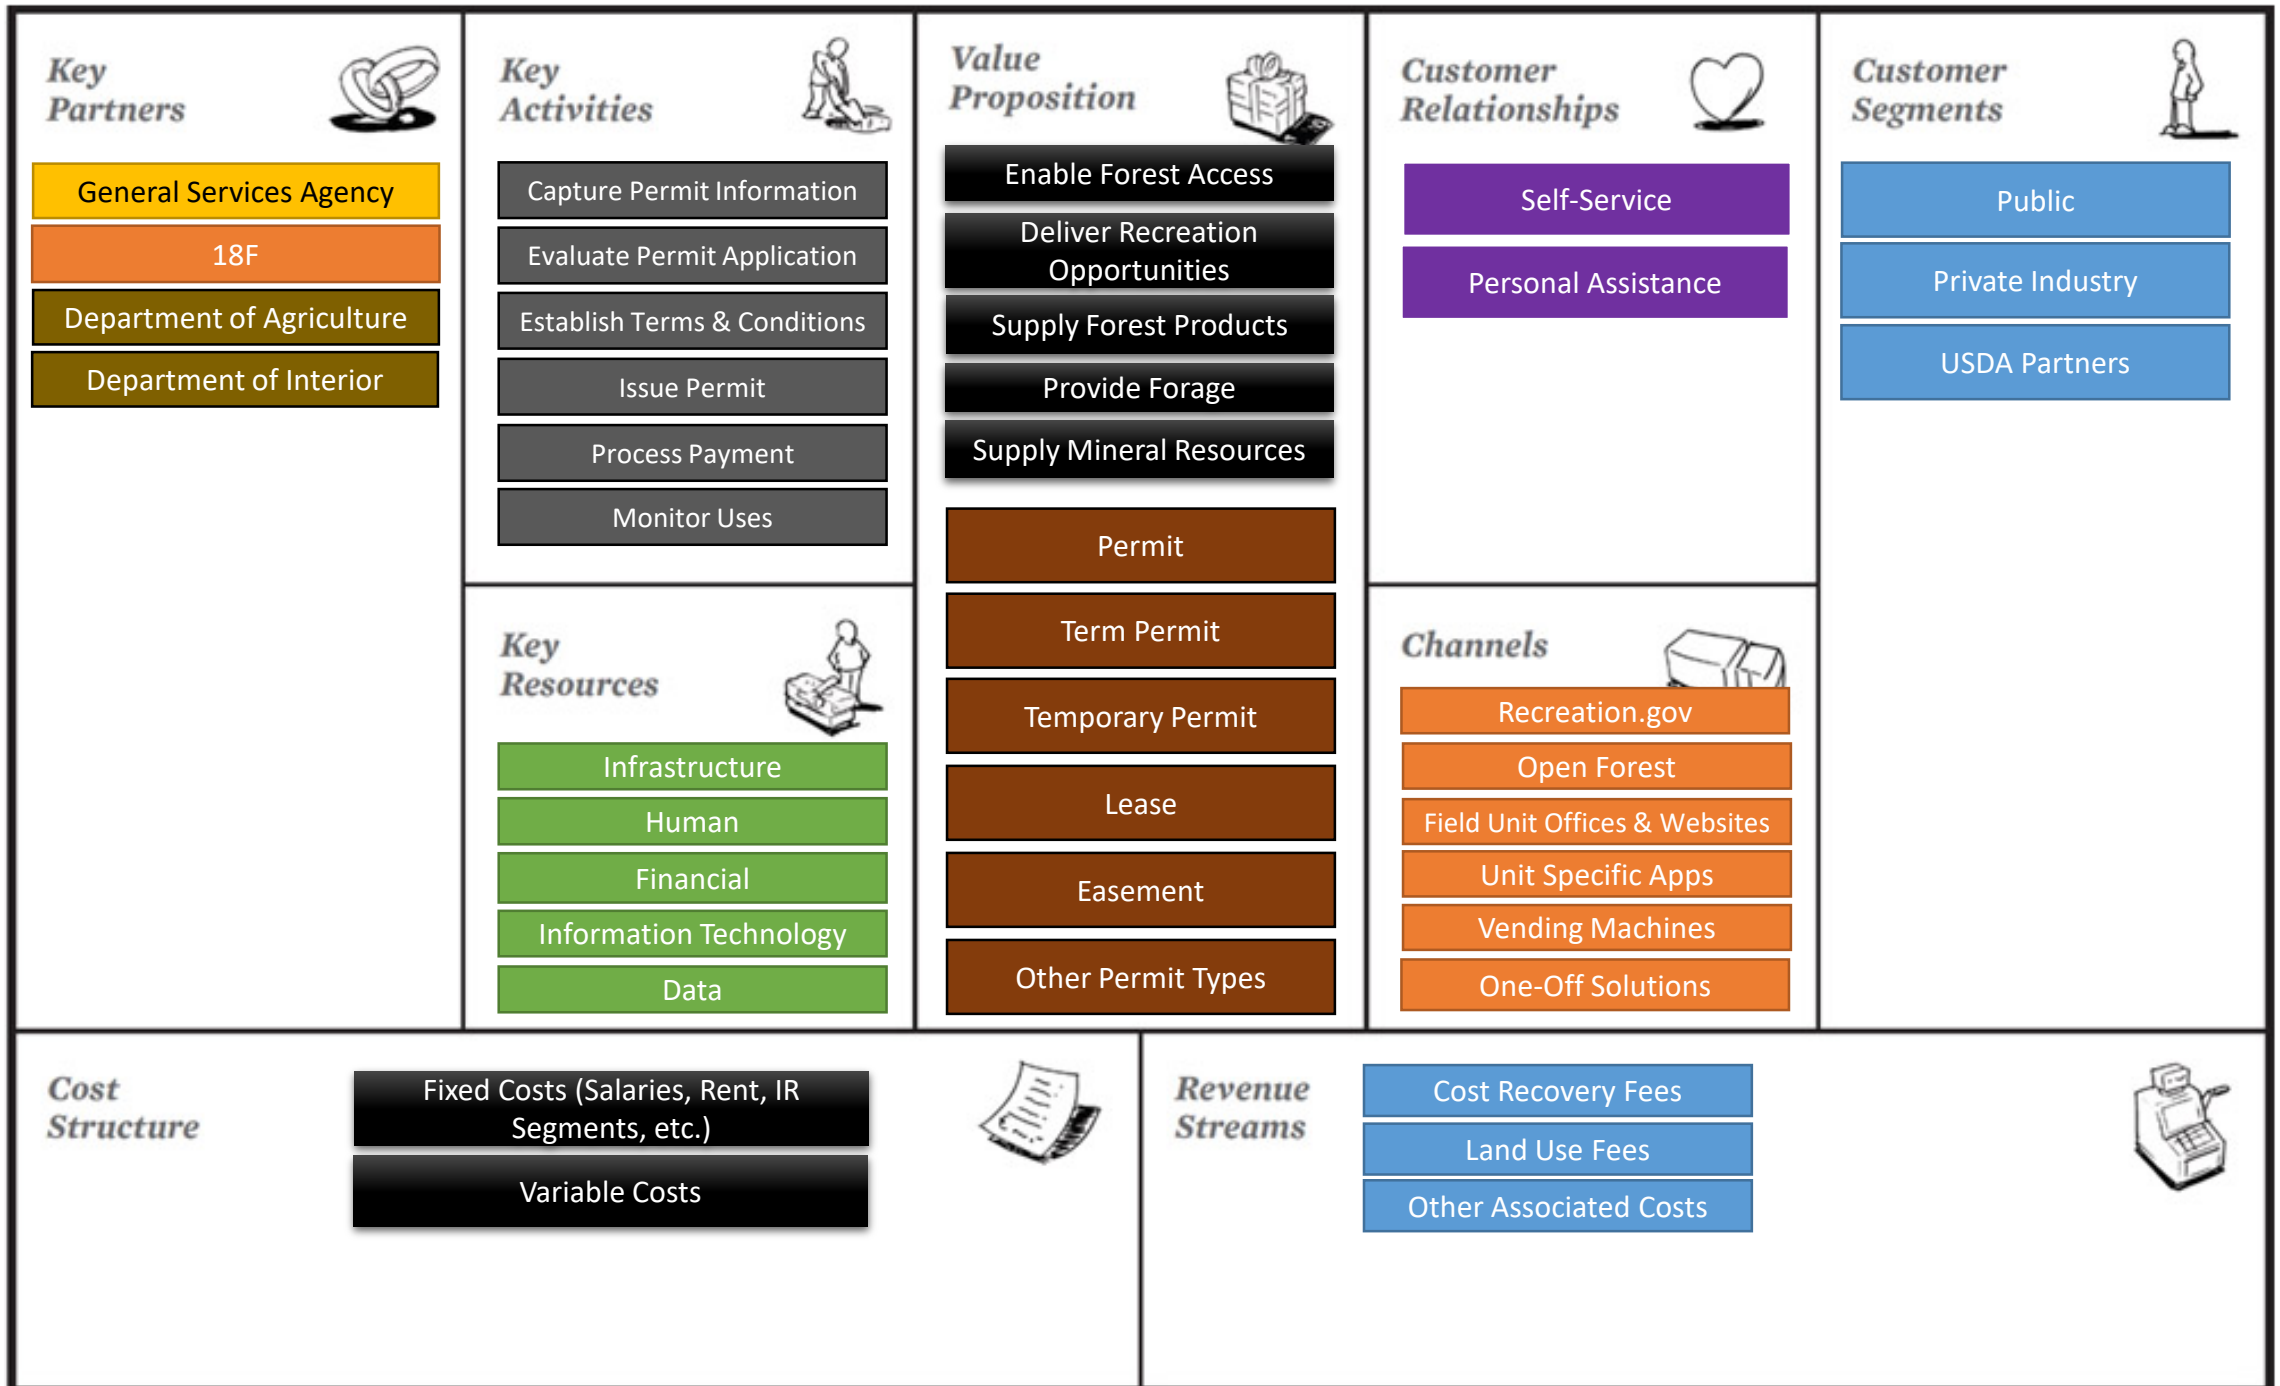 Key
Partners
General Services Agency
18F
Department of Agriculture
Department of Interior
Key
Activities
Capture Permit Information
Evaluate Permit Application
Establish Terms & Conditions
Issue Permit
Process Payment
Monitor Uses
Key
Resources
Infrastructure
Human
Financial
Information Technology
Data
Value
Proposition
Enable Forest Access
Deliver Recreation
Opportunities
Supply Forest Products
Provide Forage
Supply Mineral Resources
Permit
Term Permit
Temporary Permit
Lease
Easement
Other Permit Types
Customer
Relationships
Self-Service
Personal Assistance
Channels
Recreation.gov
Open Forest
Field Unit Offices & Websites
Unit Specific Apps
Vending Machines
One-Off Solutions
Customer
Segments
Public
Private Industry
USDA Partners
Cost
Structure
Fixed Costs (Salaries, Rent, IR
Segments, etc.)
Variable Costs
Revenue
Streams
Cost Recovery Fees
Land Use Fees
Other Associated Costs